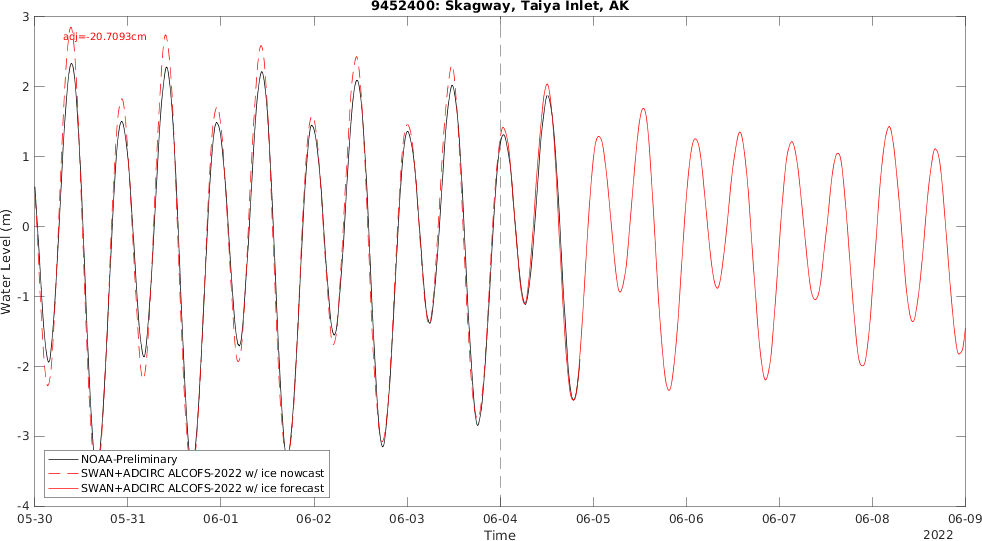 9452400: Skagway, Taiya Inlet, AK
3
adj=-20.7093cm
2
1
0
Water Level (m)
-1
-2
-3
NOAA-Preliminary
SWAN+ADCIRC ALCOFS-2022 w/ ice nowcast
SWAN+ADCIRC ALCOFS-2022 w/ ice forecast
-4
05-30 05-31 06-01 06-02 06-03 06-04 06-05 06-06 06-07 06-08 06-09
Time
2022